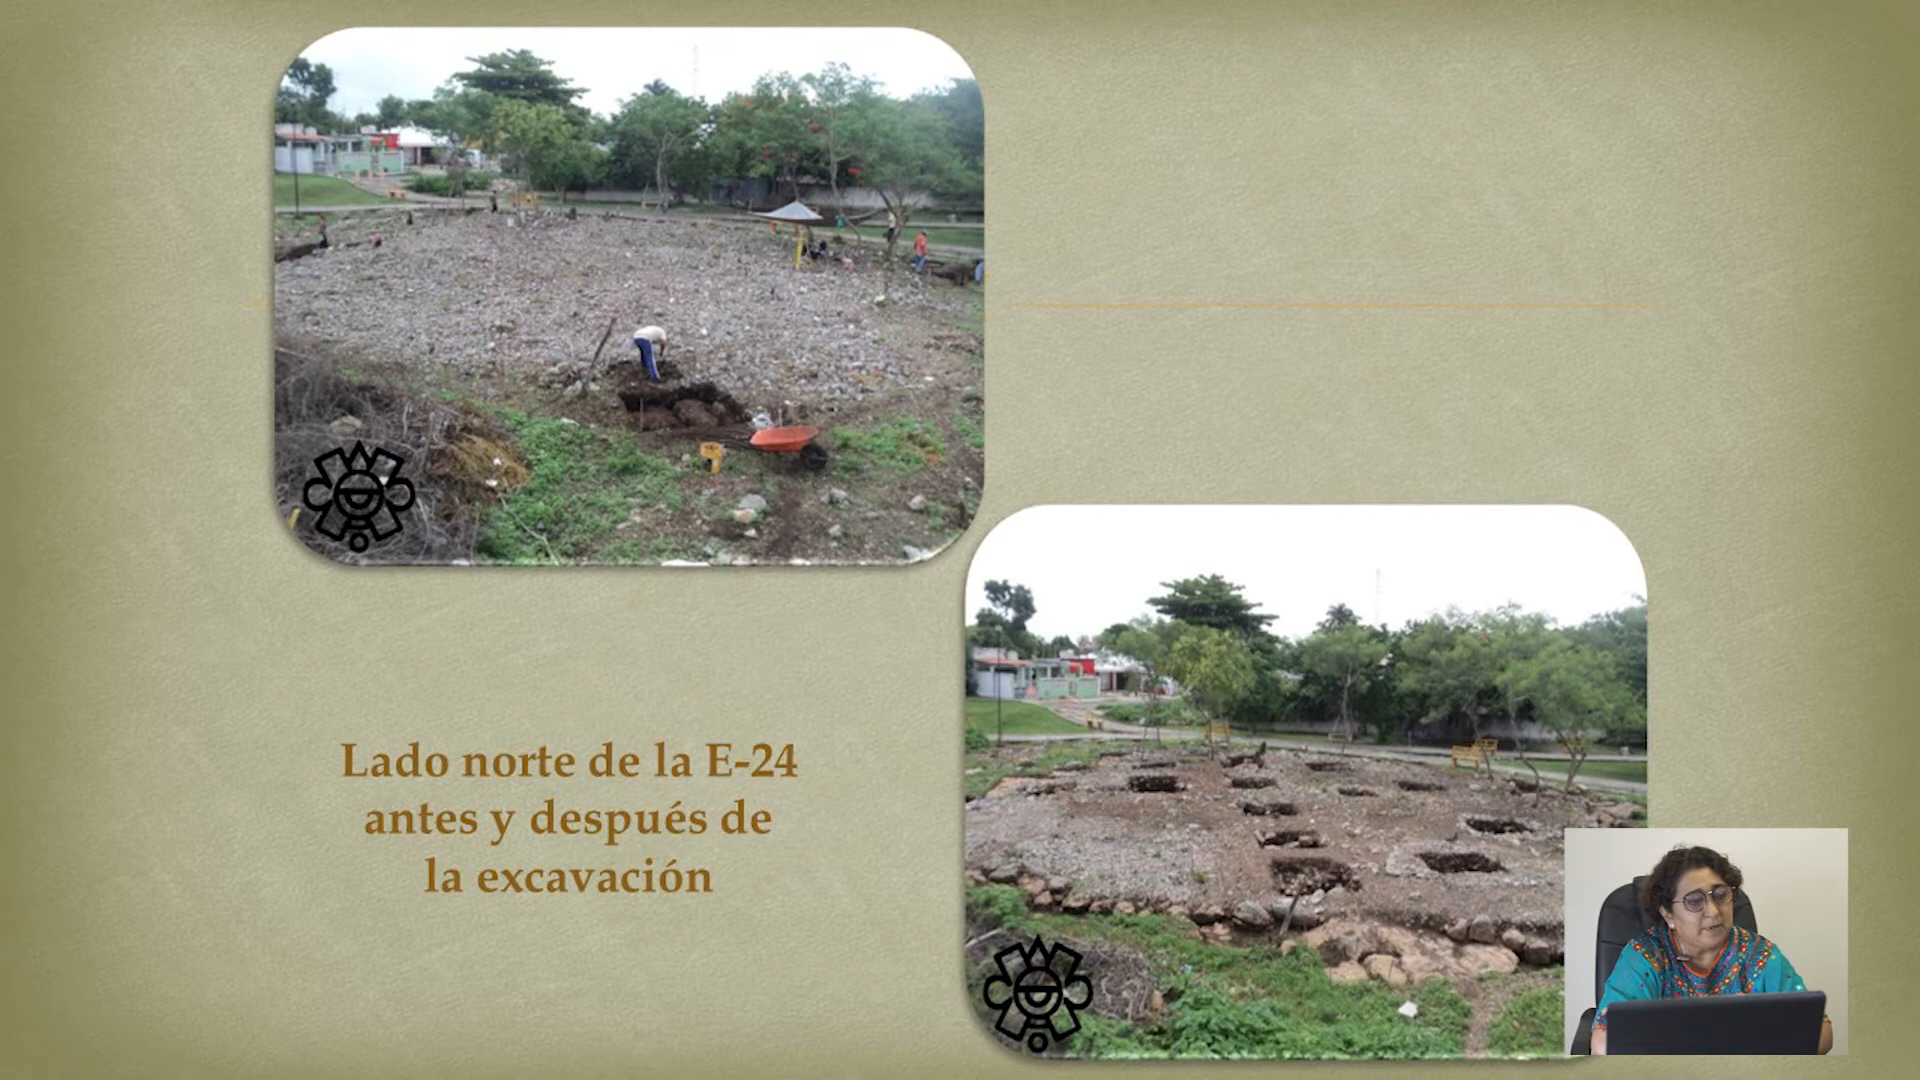 Lado norte de la E-24
antes y después de
la excavación